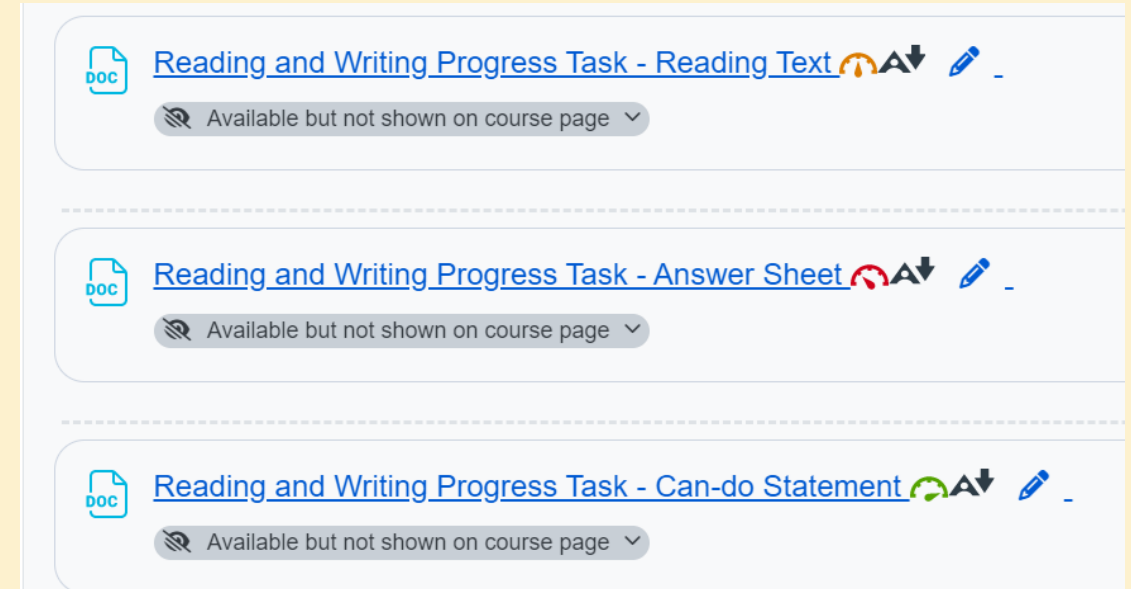 DOC
Reading and Writing Progress Task - Reading Text
Available but not shown on course page
DOC
Reading and Writing Progress Task - Answer Sheet
Available but not shown on course page
DOC
Reading and Writing Progress Task - Can-do Statement
Available but not shown on course page